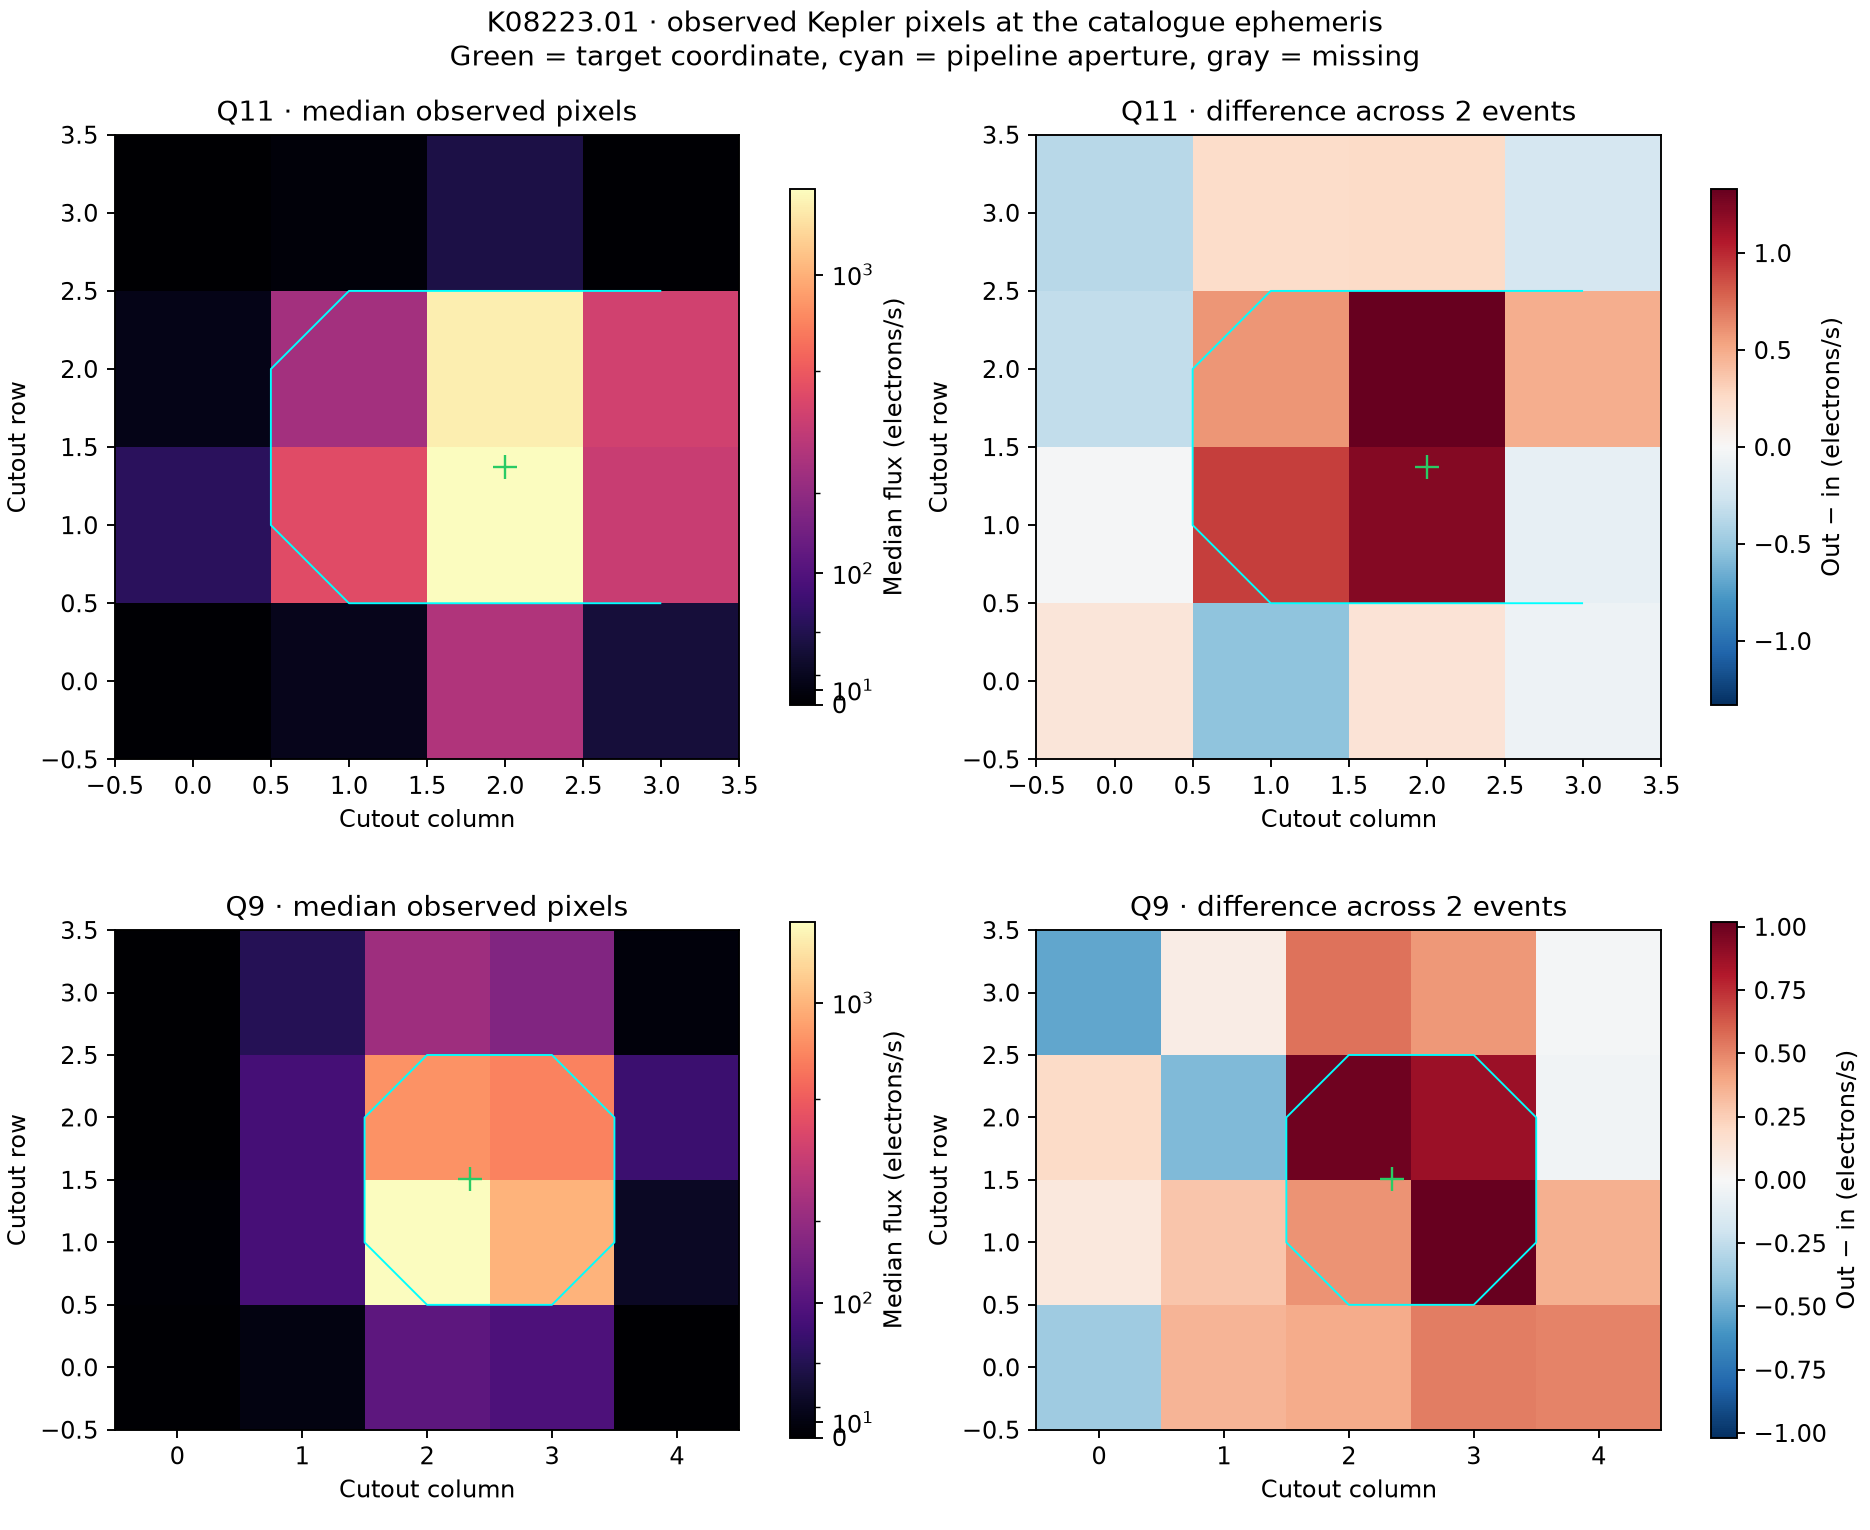 K08223.01 · observed Kepler pixels at the catalogue ephemeris
Green = target coordinate, cyan = pipeline aperture, gray = missing
Q11 · median observed pixels
3.5
3.0
2.5
2.0
1.5
1.0
0.5
0.0
−0.5
−0.5 0.0 0.5 1.0 1.5 2.0 2.5 3.0 3.5
Cutout row
Cutout column
10³
10²
10¹
0
Median flux (electrons/s)
Q11 · difference across 2 events
3.5
3.0
2.5
2.0
1.5
1.0
0.5
0.0
−0.5
−0.5 0.0 0.5 1.0 1.5 2.0 2.5 3.0 3.5
Cutout row
Cutout column
1.0
0.5
0.0
−0.5
−1.0
Out − in (electrons/s)
Q9 · median observed pixels
3.5
3.0
2.5
2.0
1.5
1.0
0.5
0.0
−0.5
0 1 2 3 4
Cutout row
Cutout column
10³
10²
10¹
0
Median flux (electrons/s)
Q9 · difference across 2 events
3.5
3.0
2.5
2.0
1.5
1.0
0.5
0.0
−0.5
0 1 2 3 4
Cutout row
Cutout column
1.00
0.75
0.50
0.25
0.00
−0.25
−0.50
−0.75
−1.00
Out − in (electrons/s)